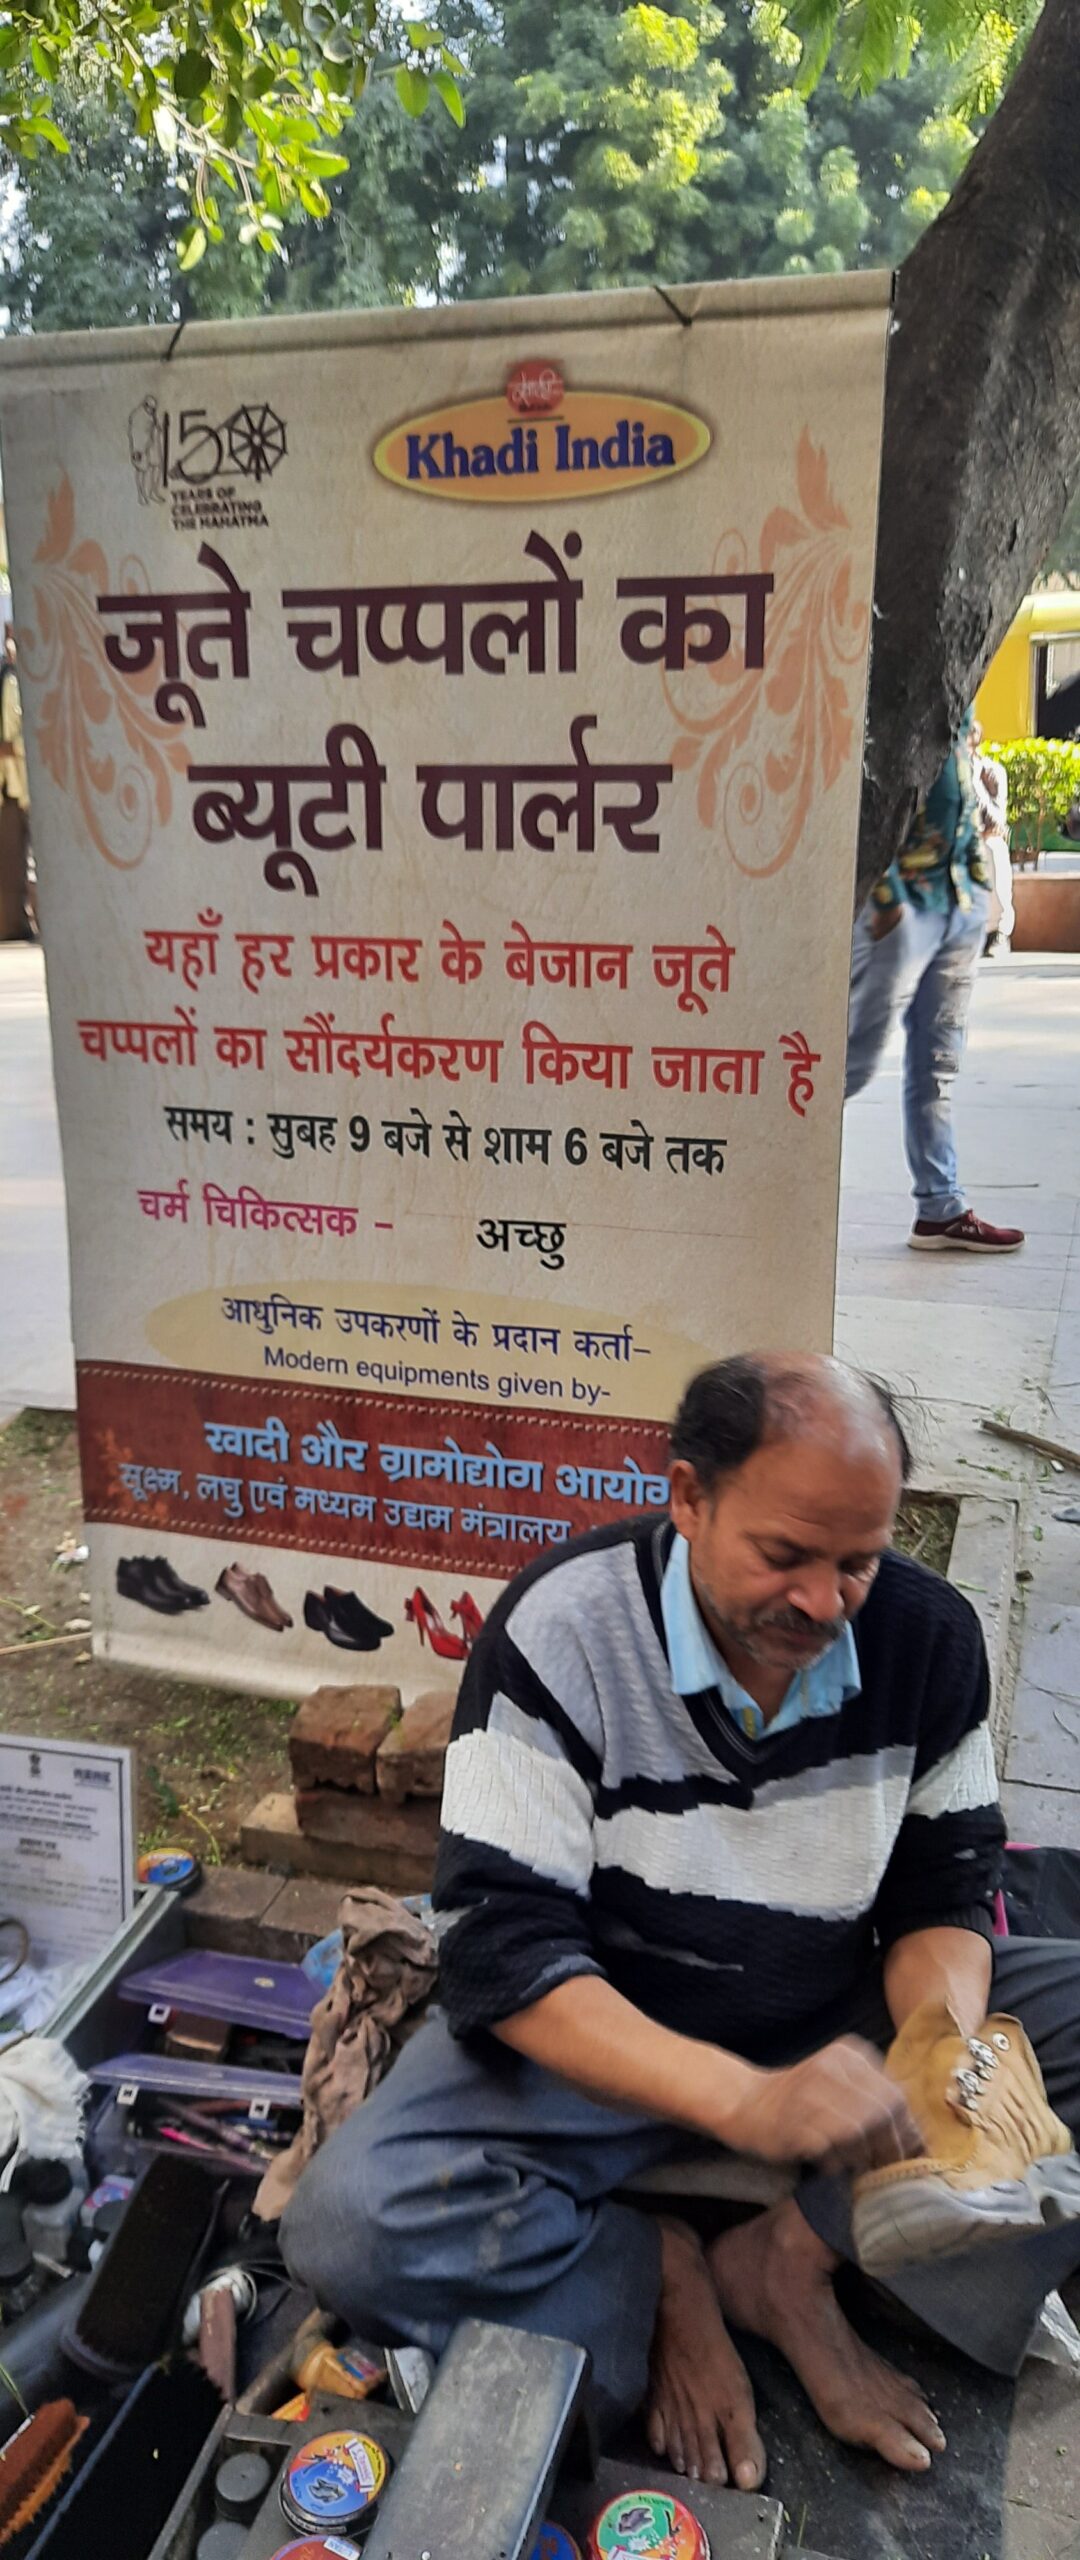 150
YEARS OF
CELEBRATING
THE MAHATMA
Khadi India
जूते चप्पलों का
ब्यूटी पार्लर
यहाँ हर प्रकार के बेजान जूते
चप्पलों का सौंदर्यकरण किया जाता है
समय : सुबह 9 बजे से शाम 6 बजे तक
चर्म चिकित्सक - अच्छु
आधुनिक उपकरणों के प्रदान कर्ता-
Modern equipments given by-
खादी और ग्रामोद्योग आयोग
सूक्ष्म, लघु एवं मध्यम उद्यम मंत्रालय